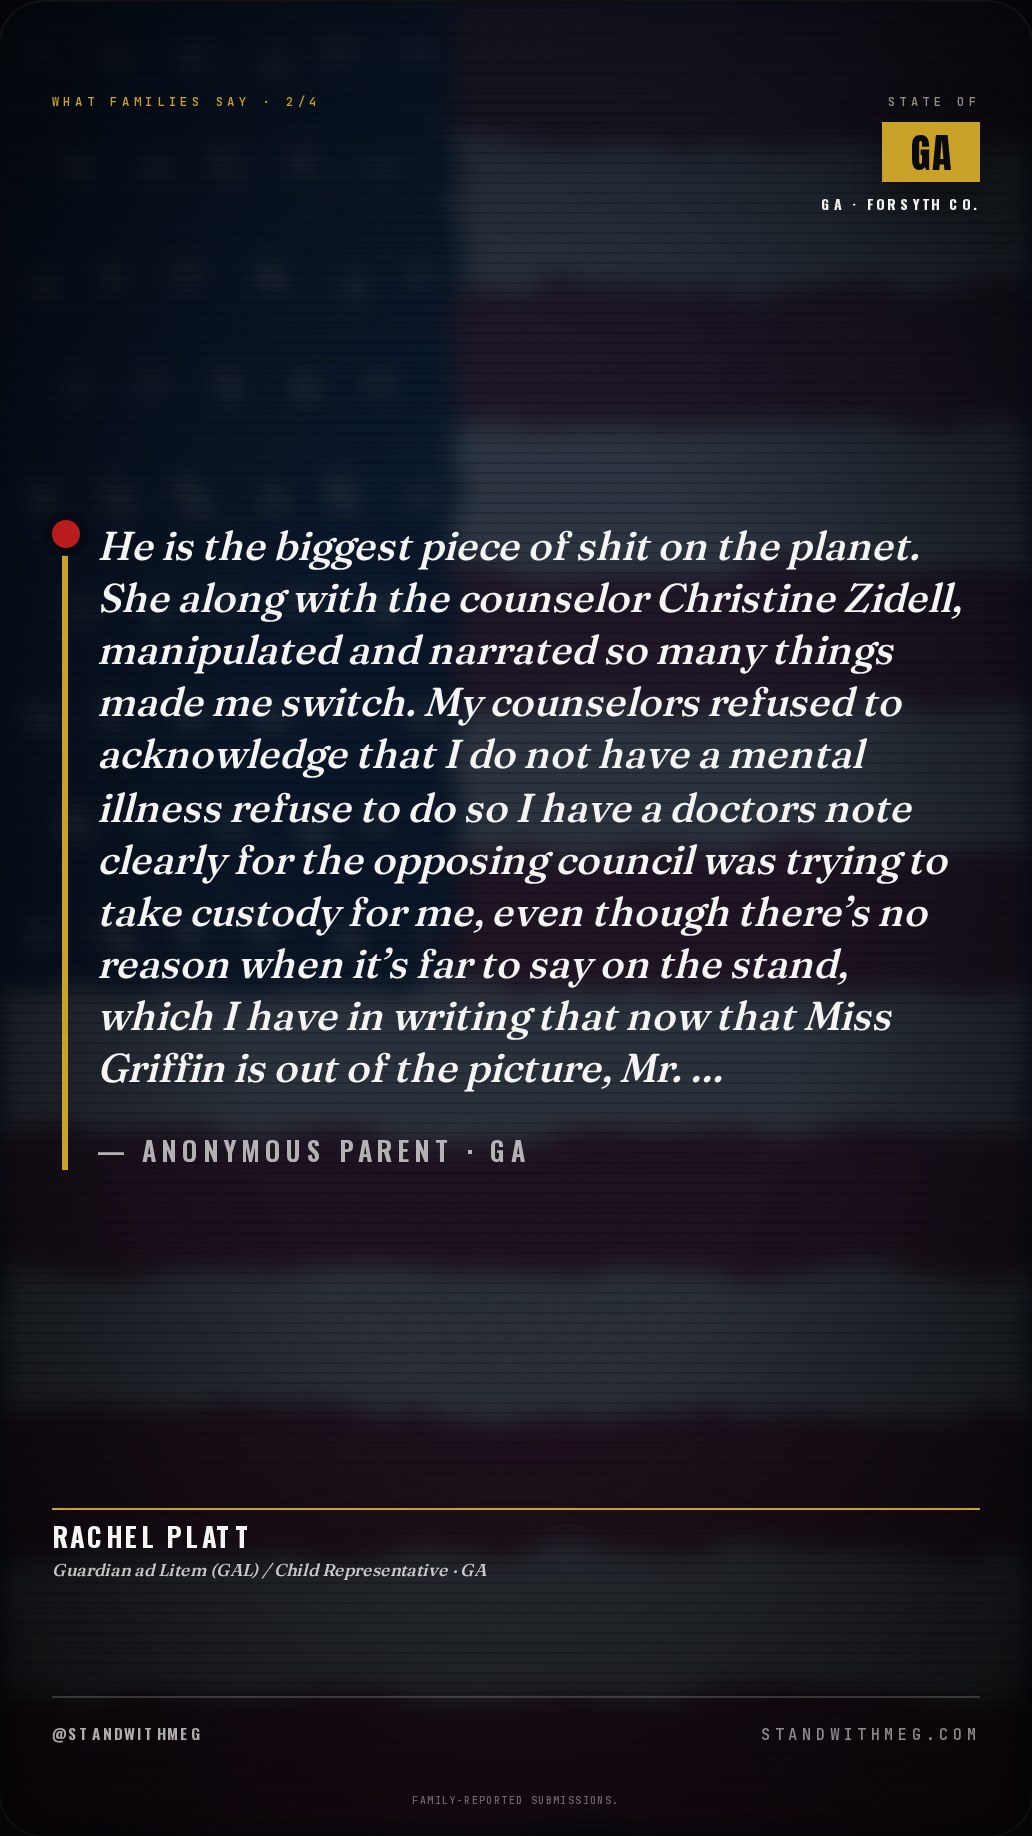 WHAT FAMILIES SAY · 2/4
STATE OF
GA
GA · FORSYTH CO.
He is the biggest piece of shit on the planet.
She along with the counselor Christine Zidell,
manipulated and narrated so many things
made me switch. My counselors refused to
acknowledge that I do not have a mental
illness refuse to do so I have a doctors note
clearly for the opposing council was trying to
take custody for me, even though there’s no
reason when it’s far to say on the stand,
which I have in writing that now that Miss
Griffin is out of the picture, Mr. ...
— ANONYMOUS PARENT · GA
RACHEL PLATT
Guardian ad Litem (GAL) / Child Representative · GA
@STANDWITHMEG
STANDWITHMEG.COM
FAMILY-REPORTED SUBMISSIONS.